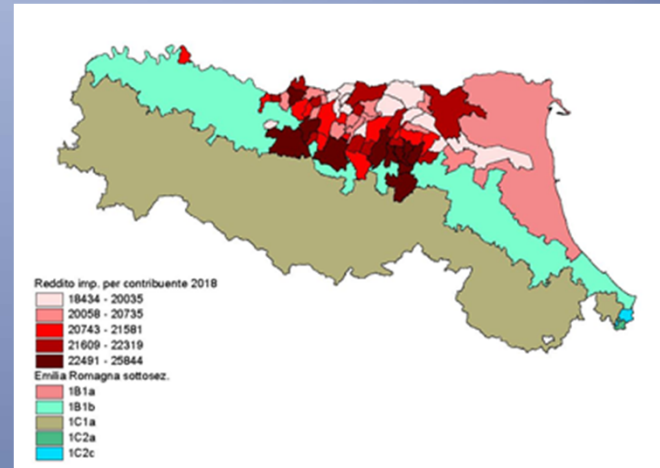 Reddito imp. per contribuente 2018
18434 - 20035
20058 - 20735
20743 - 21581
21609 - 22319
22491 - 25844
Emilia Romagna sottosez.
1B1a
1B1b
1C1a
1C2a
1C2c